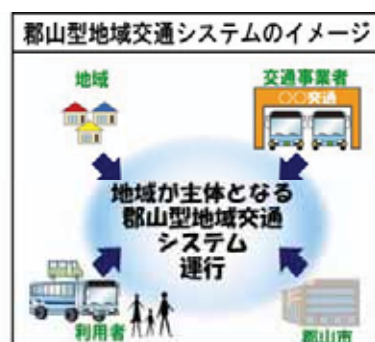 郡山型地域交通システムのイメージ
地域
交通事業者
○○交通
地域が主体となる
郡山型地域交通
システム
運行
利用者
郡山市